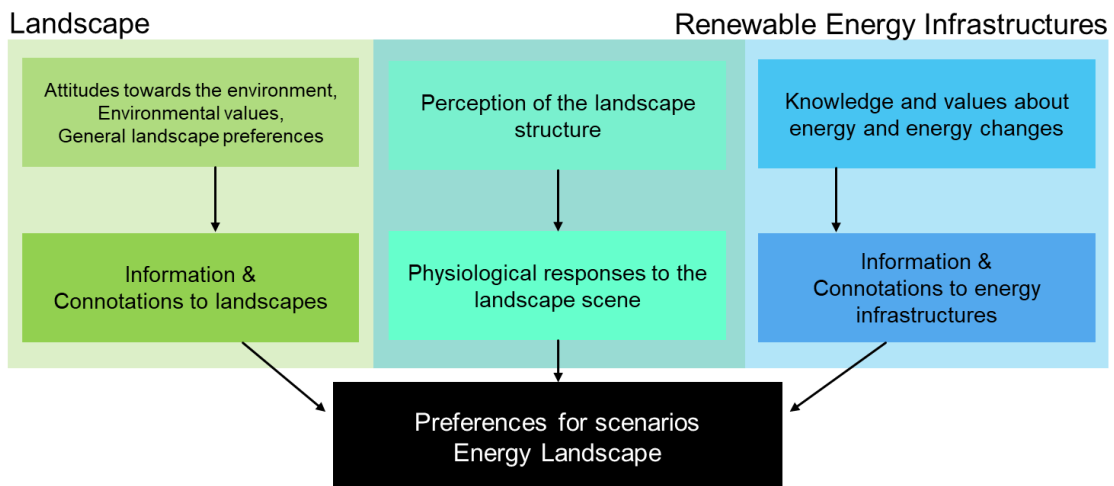 Landscape
Renewable Energy Infrastructures
Attitudes towards the environment,
Environmental values,
General landscape preferences
Perception of the landscape
structure
Knowledge and values about
energy and energy changes
Information &
Connotations to landscapes
Physiological responses to the
landscape scene
Information &
Connotations to energy
infrastructures
Preferences for scenarios
Energy Landscape